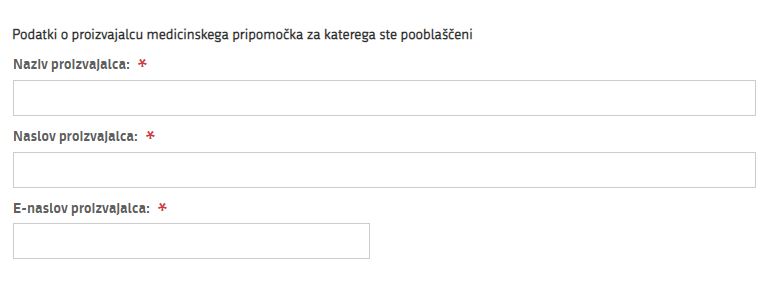 Podatki o proizvajalcu medicinskega pripomočka za katerega ste pooblaščeni
Naziv proizvajalca: *
Naslov proizvajalca: *
E-naslov proizvajalca: *